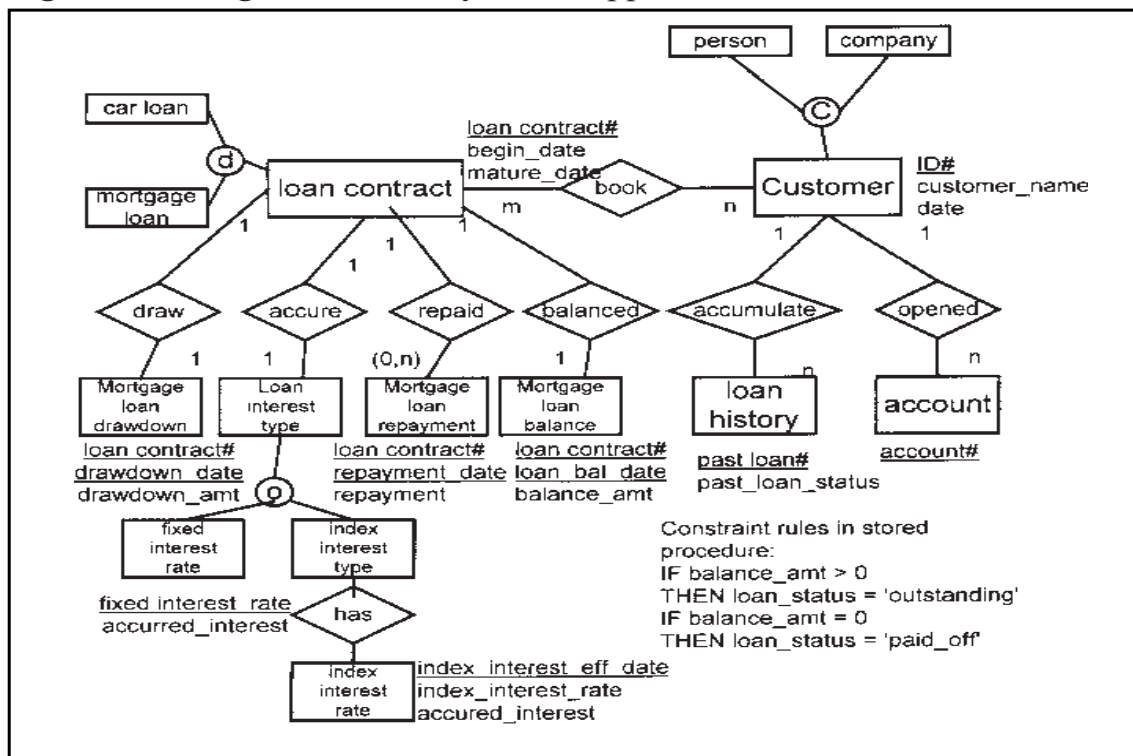 person
company
car loan
d
C
loan contract#
begin_date
mature_date
mortgage
loan
loan contract
book
Customer
ID#
customer_name
date
m
n
1
1
1
1
1
1
draw
accure
repaid
balanced
accumulate
opened
1
1
(0,n)
1
n
n
Mortgage
loan
drawdown
Loan
interest
type
Mortgage
loan
repayment
Mortgage
loan
balance
loan
history
account
loan contract#
drawdown_date
drawdown_amt
loan contract#
repayment_date
repayment
loan contract#
loan_bal_date
balance_amt
past loan#
past_loan_status
account#
o
fixed
interest
rate
index
interest
type
Constraint rules in stored
procedure:
IF balance_amt > 0
THEN loan_status = 'outstanding'
IF balance_amt = 0
THEN loan_status = 'paid_off'
fixed interest_rate
accurred_interest
has
index
interest
rate
index_interest_eff_date
index_interest_rate
accured_interest